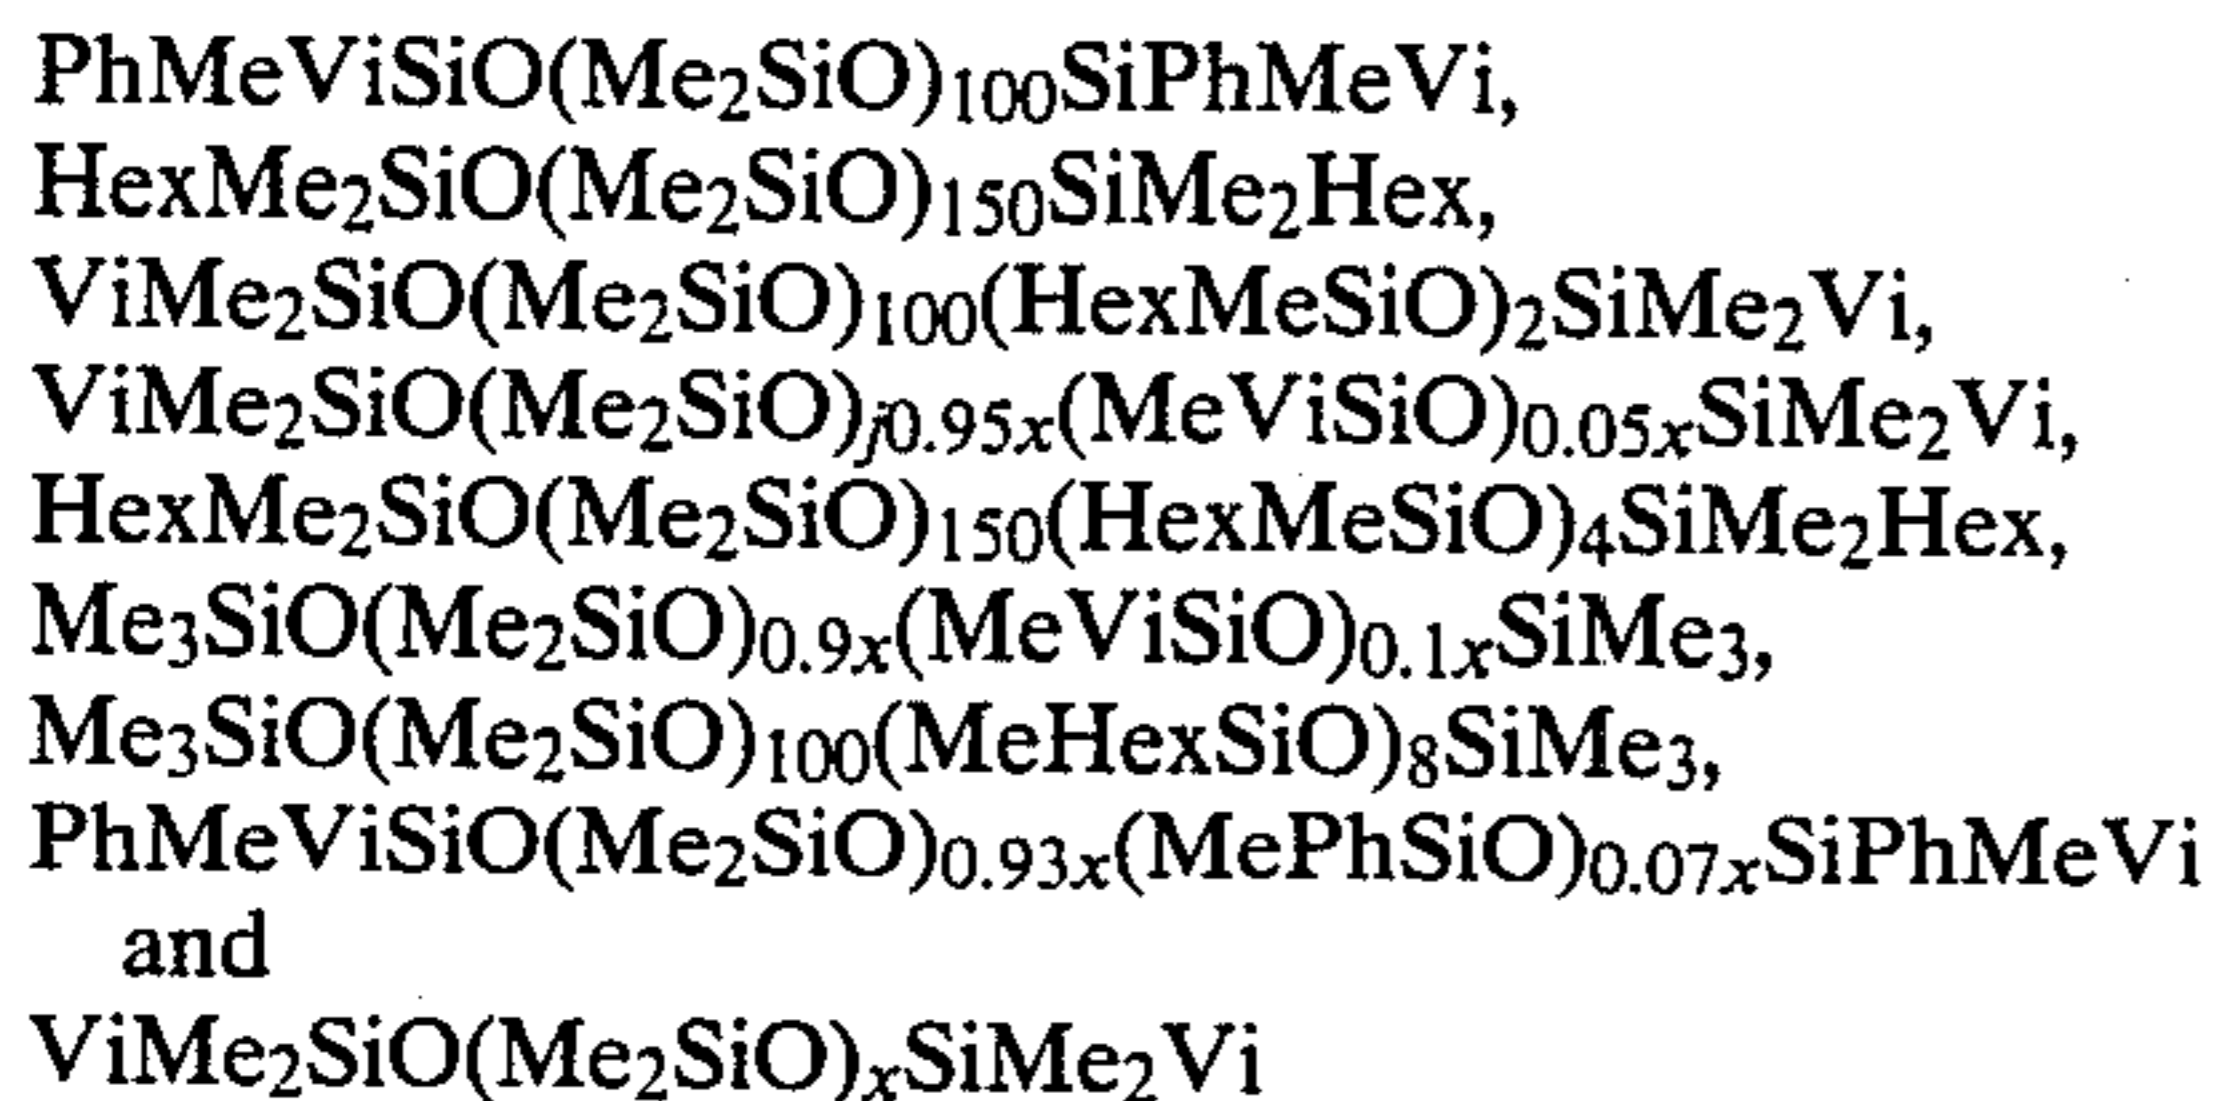 PhMeViSiO(Me₂SiO)₁₀₀SiPhMeVi,
HexMe₂SiO(Me₂SiO)₁₅₀SiMe₂Hex,
ViMe₂SiO(Me₂SiO)₁₀₀(HexMeSiO)₂SiMe₂Vi,
ViMe₂SiO(Me₂SiO)j0.95x(MeViSiO)0.05xSiMe₂Vi,
HexMe₂SiO(Me₂SiO)₁₅₀(HexMeSiO)₄SiMe₂Hex,
Me₃SiO(Me₂SiO)0.9x(MeViSiO)0.1xSiMe₃,
Me₃SiO(Me₂SiO)₁₀₀(MeHexSiO)₈SiMe₃,
PhMeViSiO(Me₂SiO)0.93x(MePhSiO)0.07xSiPhMeVi
and
ViMe₂SiO(Me₂SiO)ₓSiMe₂Vi